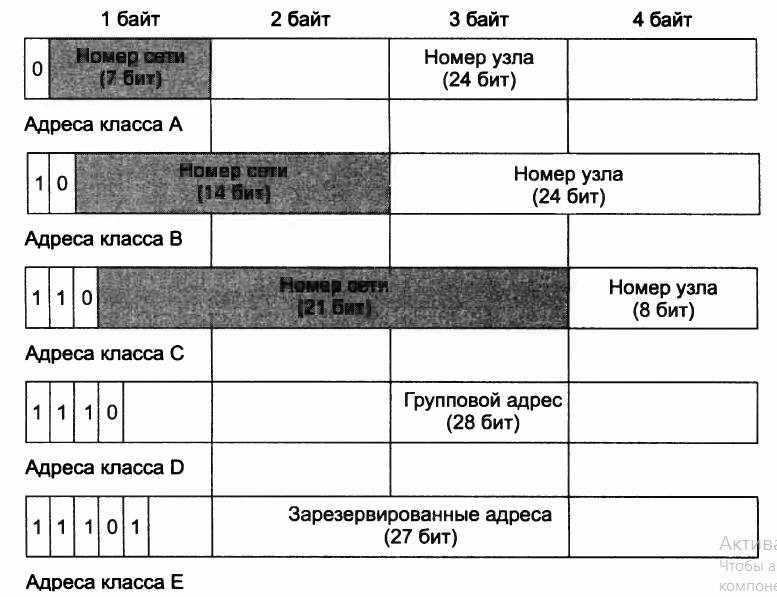 1 байт 2 байт 3 байт 4 байт
0 Номер сети Номер узла
(7 бит) (24 бит)
Адреса класса A
1 0 Номер сети Номер узла
(14 бит) (24 бит)
Адреса класса B
1 1 0 Номер сети Номер узла
(21 бит) (8 бит)
Адреса класса C
1 1 1 0 Групповой адрес
(28 бит)
Адреса класса D
1 1 1 0 1 Зарезервированные адреса
(27 бит)
Адреса класса E
Актива
Чтобы а
компоне